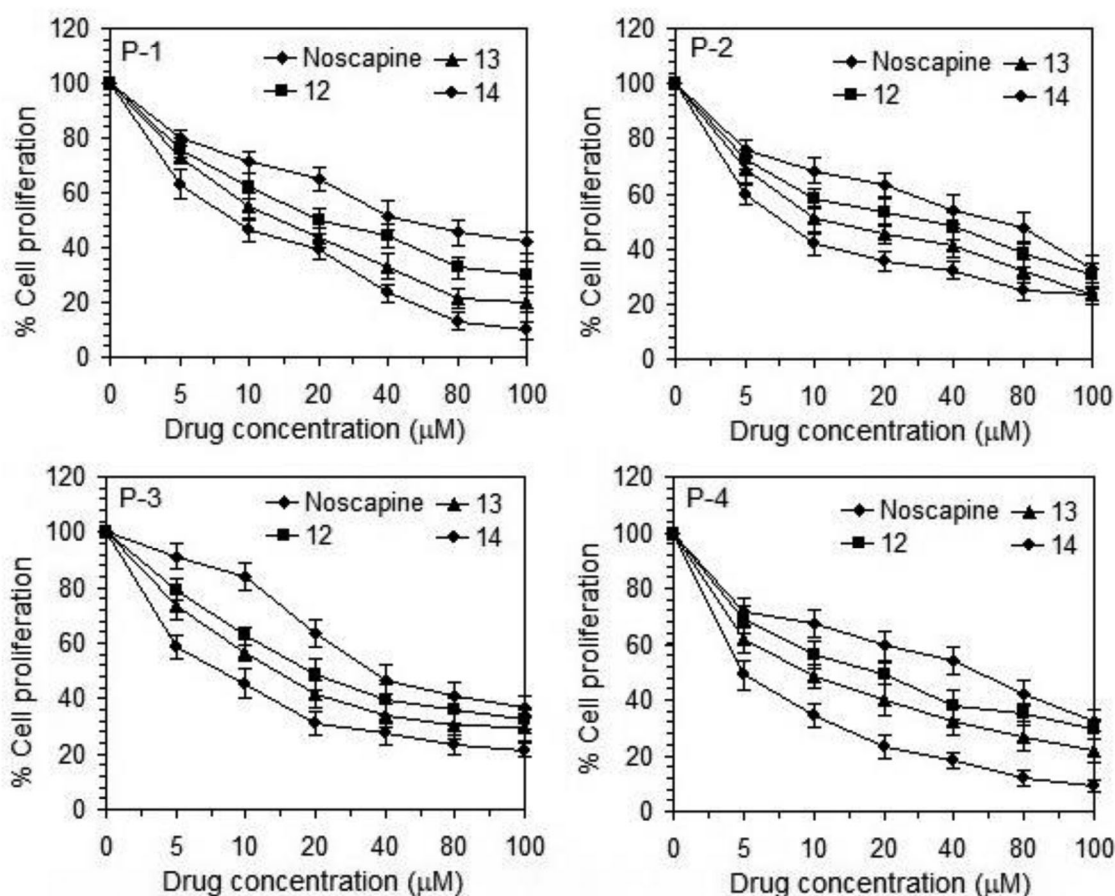 P-1
Noscapine 13
12 14
120
100
80
60
40
20
0
% Cell proliferation
0 5 10 20 40 80 100
Drug concentration (μM)
P-2
Noscapine 13
12 14
120
100
80
60
40
20
0
% Cell proliferation
0 5 10 20 40 80 100
Drug concentration (μM)
P-3
Noscapine 13
12 14
120
100
80
60
40
20
0
% Cell proliferation
0 5 10 20 40 80 100
Drug concentration (μM)
P-4
Noscapine 13
12 14
120
100
80
60
40
20
0
% Cell proliferation
0 5 10 20 40 80 100
Drug concentration (μM)